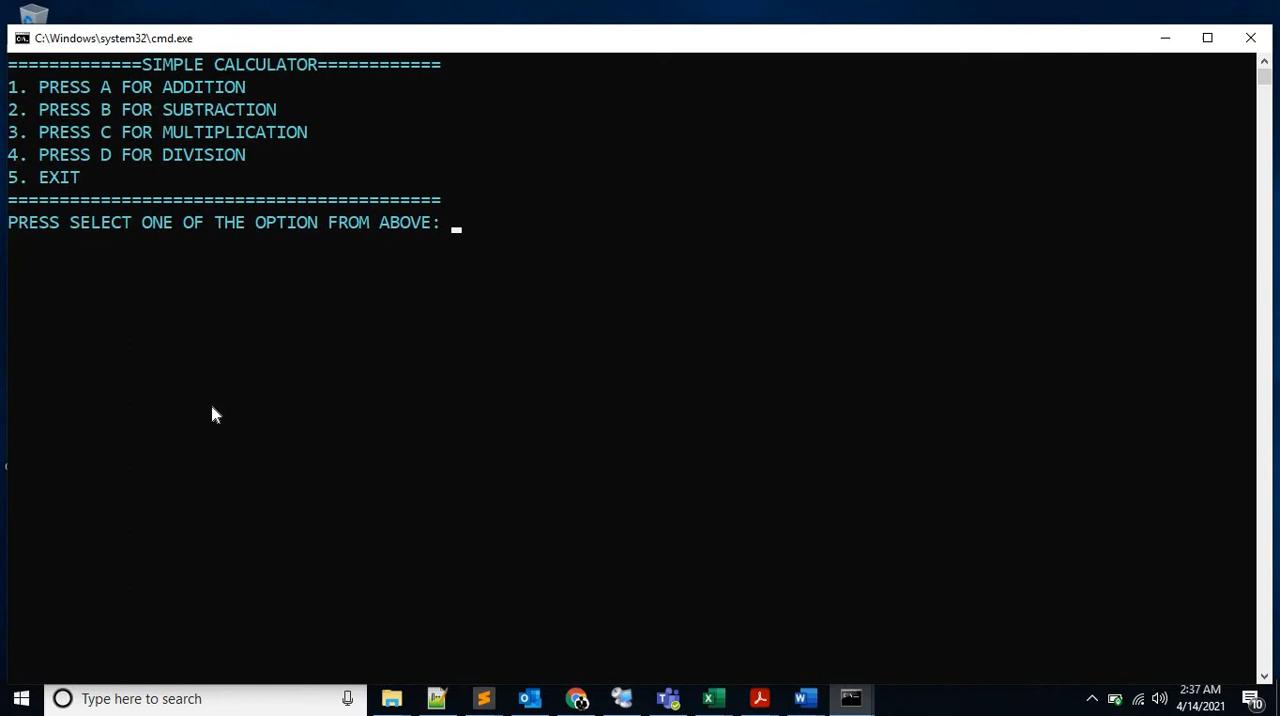 C:\Windows\system32\cmd.exe
=============SIMPLE CALCULATOR============
1. PRESS A FOR ADDITION
2. PRESS B FOR SUBTRACTION
3. PRESS C FOR MULTIPLICATION
4. PRESS D FOR DIVISION
5. EXIT
==========================================
PRESS SELECT ONE OF THE OPTION FROM ABOVE:
Type here to search
2:37 AM
4/14/2021
10